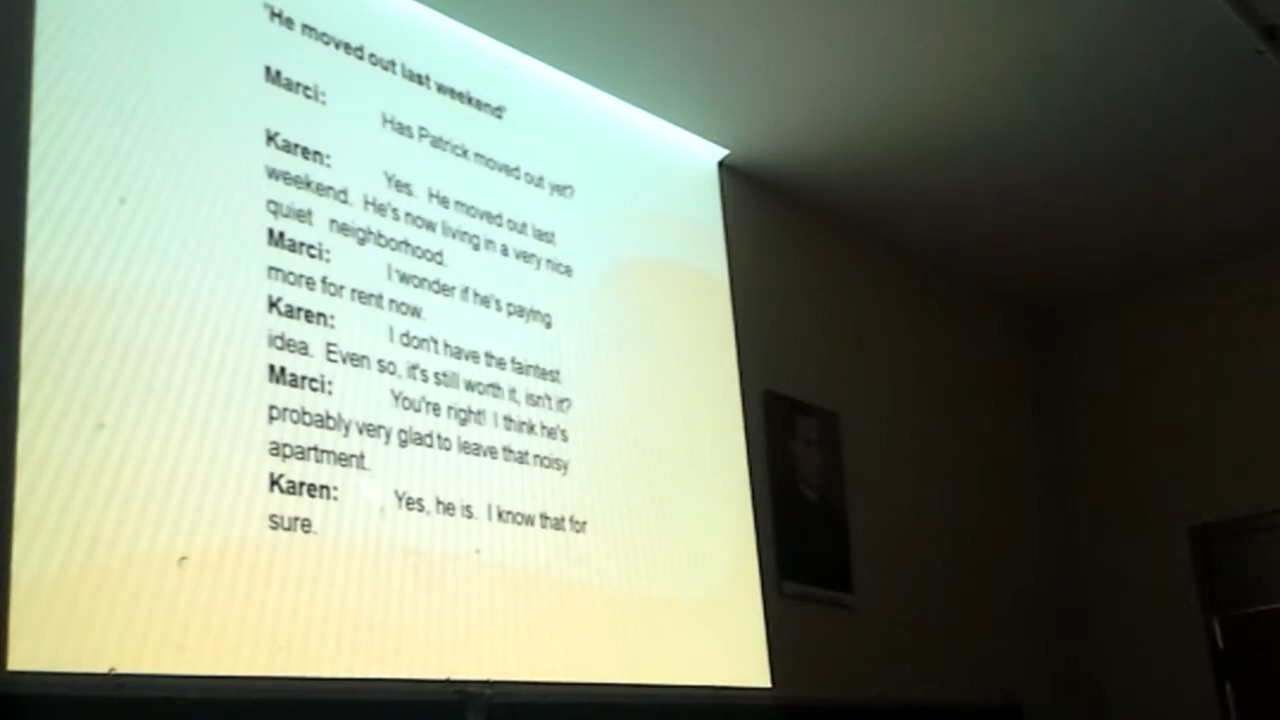 "He moved out last weekend"
Marci:
Has Patrick moved out yet?
Karen:
Yes. He moved out last
weekend. He's now living in a very nice
quiet neighborhood.
Marci:
I wonder if he's paying
more for rent now.
Karen:
I don't have the faintest
idea. Even so, it's still worth it, isn't it?
Marci:
You're right! I think he's
probably very glad to leave that noisy
apartment.
Karen:
Yes, he is. I know that for
sure.